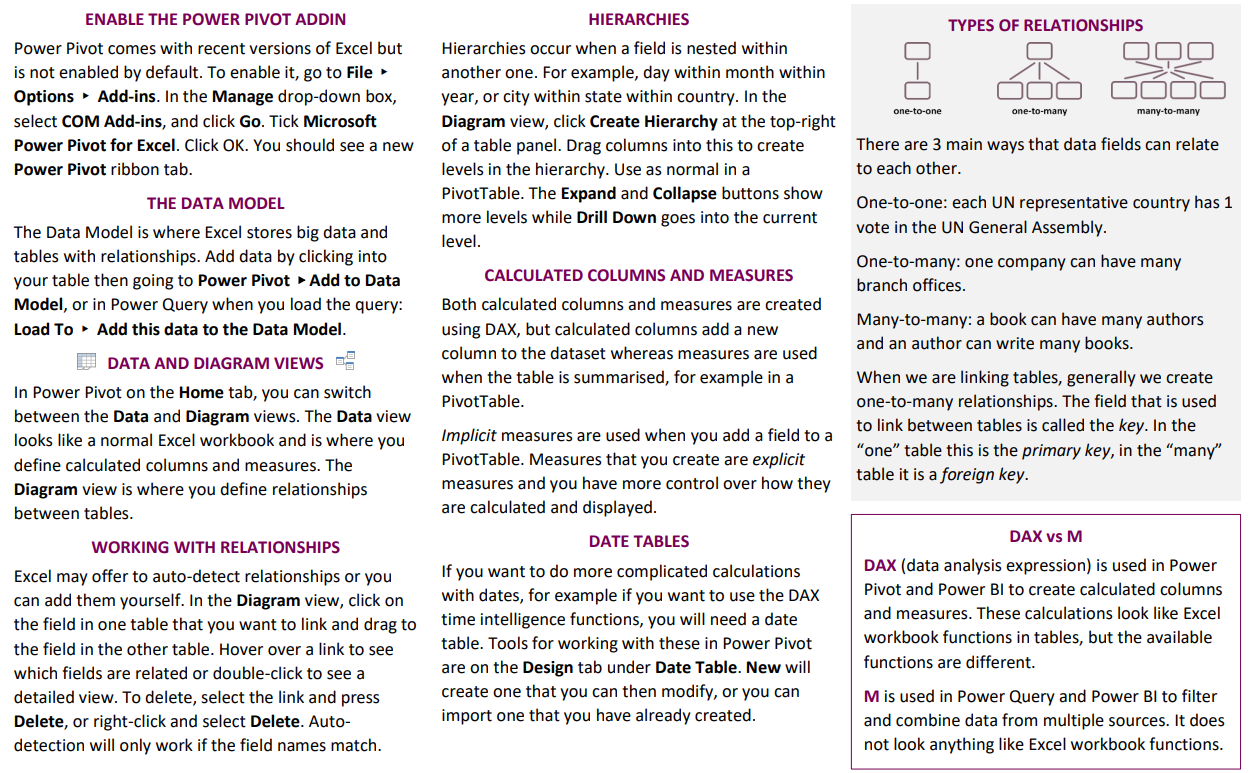 ENABLE THE POWER PIVOT ADDIN
Power Pivot comes with recent versions of Excel but
is not enabled by default. To enable it, go to File ▸
Options ▸ Add-ins. In the Manage drop-down box,
select COM Add-ins, and click Go. Tick Microsoft
Power Pivot for Excel. Click OK. You should see a new
Power Pivot ribbon tab.
THE DATA MODEL
The Data Model is where Excel stores big data and
tables with relationships. Add data by clicking into
your table then going to Power Pivot ▸ Add to Data
Model, or in Power Query when you load the query:
Load To ▸ Add this data to the Data Model.
DATA AND DIAGRAM VIEWS
In Power Pivot on the Home tab, you can switch
between the Data and Diagram views. The Data view
looks like a normal Excel workbook and is where you
define calculated columns and measures. The
Diagram view is where you define relationships
between tables.
WORKING WITH RELATIONSHIPS
Excel may offer to auto-detect relationships or you
can add them yourself. In the Diagram view, click on
the field in one table that you want to link and drag to
the field in the other table. Hover over a link to see
which fields are related or double-click to see a
detailed view. To delete, select the link and press
Delete, or right-click and select Delete. Auto-
detection will only work if the field names match.
HIERARCHIES
Hierarchies occur when a field is nested within
another one. For example, day within month within
year, or city within state within country. In the
Diagram view, click Create Hierarchy at the top-right
of a table panel. Drag columns into this to create
levels in the hierarchy. Use as normal in a
PivotTable. The Expand and Collapse buttons show
more levels while Drill Down goes into the current
level.
CALCULATED COLUMNS AND MEASURES
Both calculated columns and measures are created
using DAX, but calculated columns add a new
column to the dataset whereas measures are used
when the table is summarised, for example in a
PivotTable.
Implicit measures are used when you add a field to a
PivotTable. Measures that you create are explicit
measures and you have more control over how they
are calculated and displayed.
DATE TABLES
If you want to do more complicated calculations
with dates, for example if you want to use the DAX
time intelligence functions, you will need a date
table. Tools for working with these in Power Pivot
are on the Design tab under Date Table. New will
create one that you can then modify, or you can
import one that you have already created.
TYPES OF RELATIONSHIPS
one-to-one one-to-many many-to-many
There are 3 main ways that data fields can relate
to each other.
One-to-one: each UN representative country has 1
vote in the UN General Assembly.
One-to-many: one company can have many
branch offices.
Many-to-many: a book can have many authors
and an author can write many books.
When we are linking tables, generally we create
one-to-many relationships. The field that is used
to link between tables is called the key. In the
“one” table this is the primary key, in the “many”
table it is a foreign key.
DAX vs M
DAX (data analysis expression) is used in Power
Pivot and Power BI to create calculated columns
and measures. These calculations look like Excel
workbook functions in tables, but the available
functions are different.
M is used in Power Query and Power BI to filter
and combine data from multiple sources. It does
not look anything like Excel workbook functions.